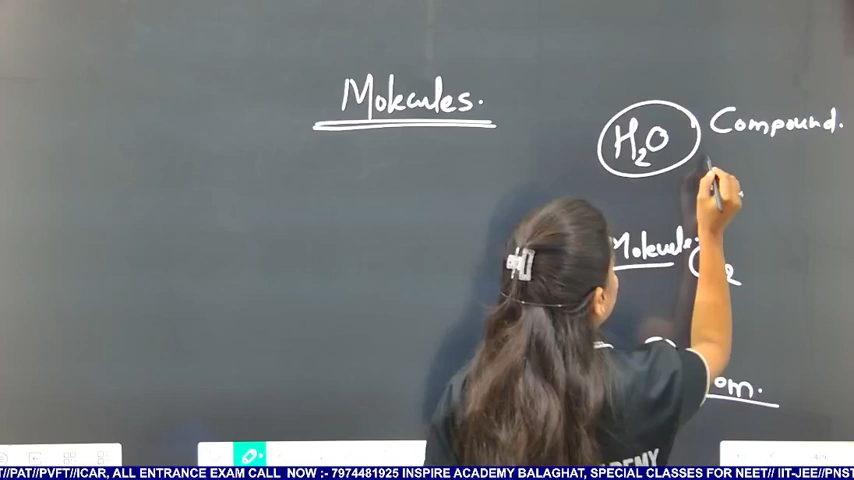 Molecules.
H2O Compound.
Molecule
om.
EMY
T//PAT//PVFT//ICAR, ALL ENTRANCE EXAM CALL NOW :- 7974481925 INSPIRE ACADEMY BALAGHAT, SPECIAL CLASSES FOR NEET// IIT-JEE//PNST